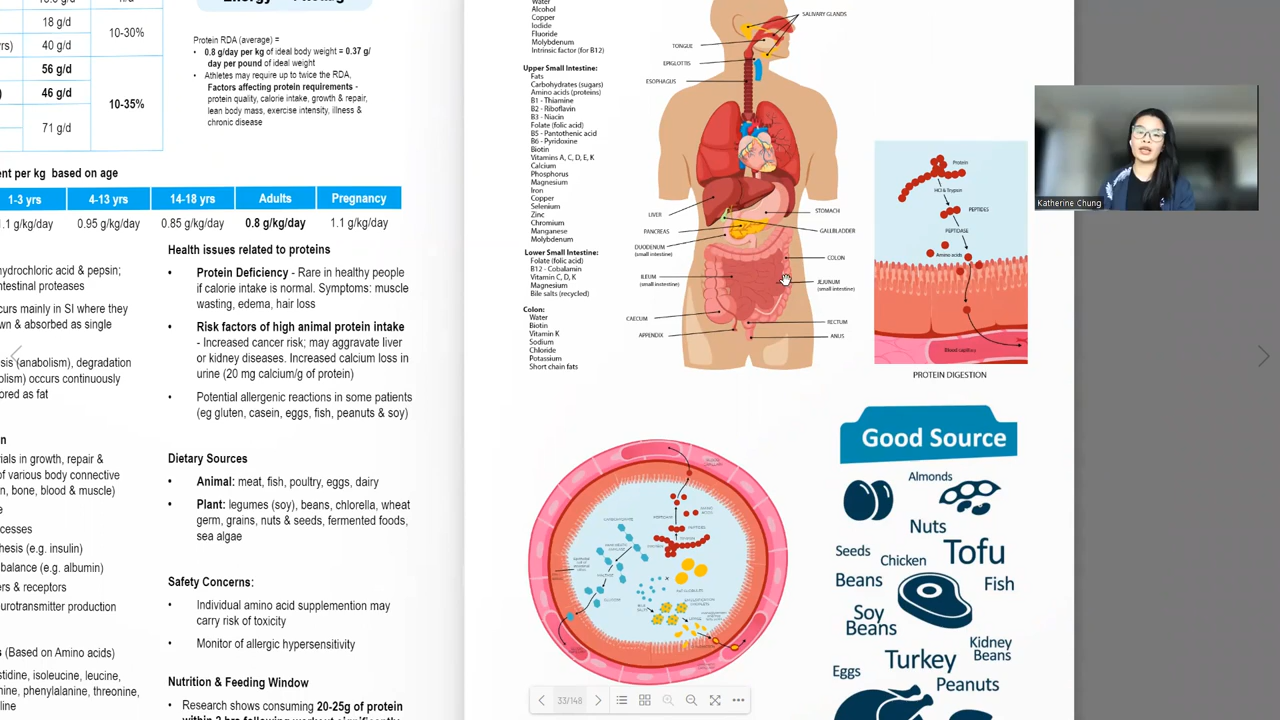 18 g/d
10-30%
rs)
40 g/d
56 g/d
46 g/d
10-35%
71 g/d
Protein RDA (average) =
• 0.8 g/day per kg of ideal body weight = 0.37 g/
day per pound of ideal weight
• Athletes may require up to twice the RDA,
Factors affecting protein requirements -
protein quality, calorie intake, growth & repair,
lean body mass, exercise intensity, illness &
chronic disease
ent per kg based on age
1-3 yrs
4-13 yrs
14-18 yrs
Adults
Pregnancy
.1 g/kg/day
0.95 g/kg/day
0.85 g/kg/day
0.8 g/kg/day
1.1 g/kg/day
Health issues related to proteins
• Protein Deficiency - Rare in healthy people
if calorie intake is normal. Symptoms: muscle
wasting, edema, hair loss
• Risk factors of high animal protein intake
- Increased cancer risk; may aggravate liver
or kidney diseases. Increased calcium loss in
urine (20 mg calcium/g of protein)
• Potential allergenic reactions in some patients
(eg gluten, casein, eggs, fish, peanuts & soy)
Dietary Sources
• Animal: meat, fish, poultry, eggs, dairy
• Plant: legumes (soy), beans, chlorella, wheat
germ, grains, nuts & seeds, fermented foods,
sea algae
Safety Concerns:
• Individual amino acid supplemention may
carry risk of toxicity
• Monitor of allergic hypersensitivity
Nutrition & Feeding Window
• Research shows consuming 20-25g of protein
ydrochloric acid & pepsin;
testinal proteases
curs mainly in SI where they
wn & absorbed as single
sis (anabolism), degradation
olism) occurs continuously
ored as fat
n
rials in growth, repair &
of various body connective
n, bone, blood & muscle)
e
cesses
hesis (e.g. insulin)
balance (e.g. albumin)
rs & receptors
urotransmitter production
s (Based on Amino acids)
stidine, isoleucine, leucine,
nine, phenylalanine, threonine,
line
Water
Alcohol
Copper
Iodide
Fluoride
Molybdenum
Intrinsic factor (for B12)
Upper Small Intestine:
Fats
Carbohydrates (sugars)
Amino acids (proteins)
B1 - Thiamine
B2 - Riboflavin
B3 - Niacin
Folate (folic acid)
B5 - Pantothenic acid
B6 - Pyridoxine
Biotin
Vitamins A, C, D, E, K
Calcium
Phosphorus
Magnesium
Iron
Copper
Selenium
Zinc
Chromium
Manganese
Molybdenum
Lower Small Intestine:
Folate (folic acid)
B12 - Cobalamin
Vitamin C, D, K
Magnesium
Bile salts (recycled)
Colon:
Water
Biotin
Vitamin K
Sodium
Chloride
Potassium
Short chain fats
SALIVARY GLANDS
TONGUE
EPIGLOTTIS
ESOPHAGUS
LIVER
STOMACH
PANCREAS
GALLBLADDER
DUODENUM
(small intestine)
COLON
ILEUM
(small instestine)
JEJUNUM
(small intestine)
CAECUM
RECTUM
APPENDIX
ANUS
Protein
HCl & Trypsin
PEPTIDES
PEPTIDASE
Amino acids
Blood capillary
PROTEIN DIGESTION
Katherine Chung
Good Source
Almonds
Nuts
Seeds
Chicken
Tofu
Beans
Fish
Soy
Beans
Kidney
Beans
Eggs
Turkey
Peanuts
33/148